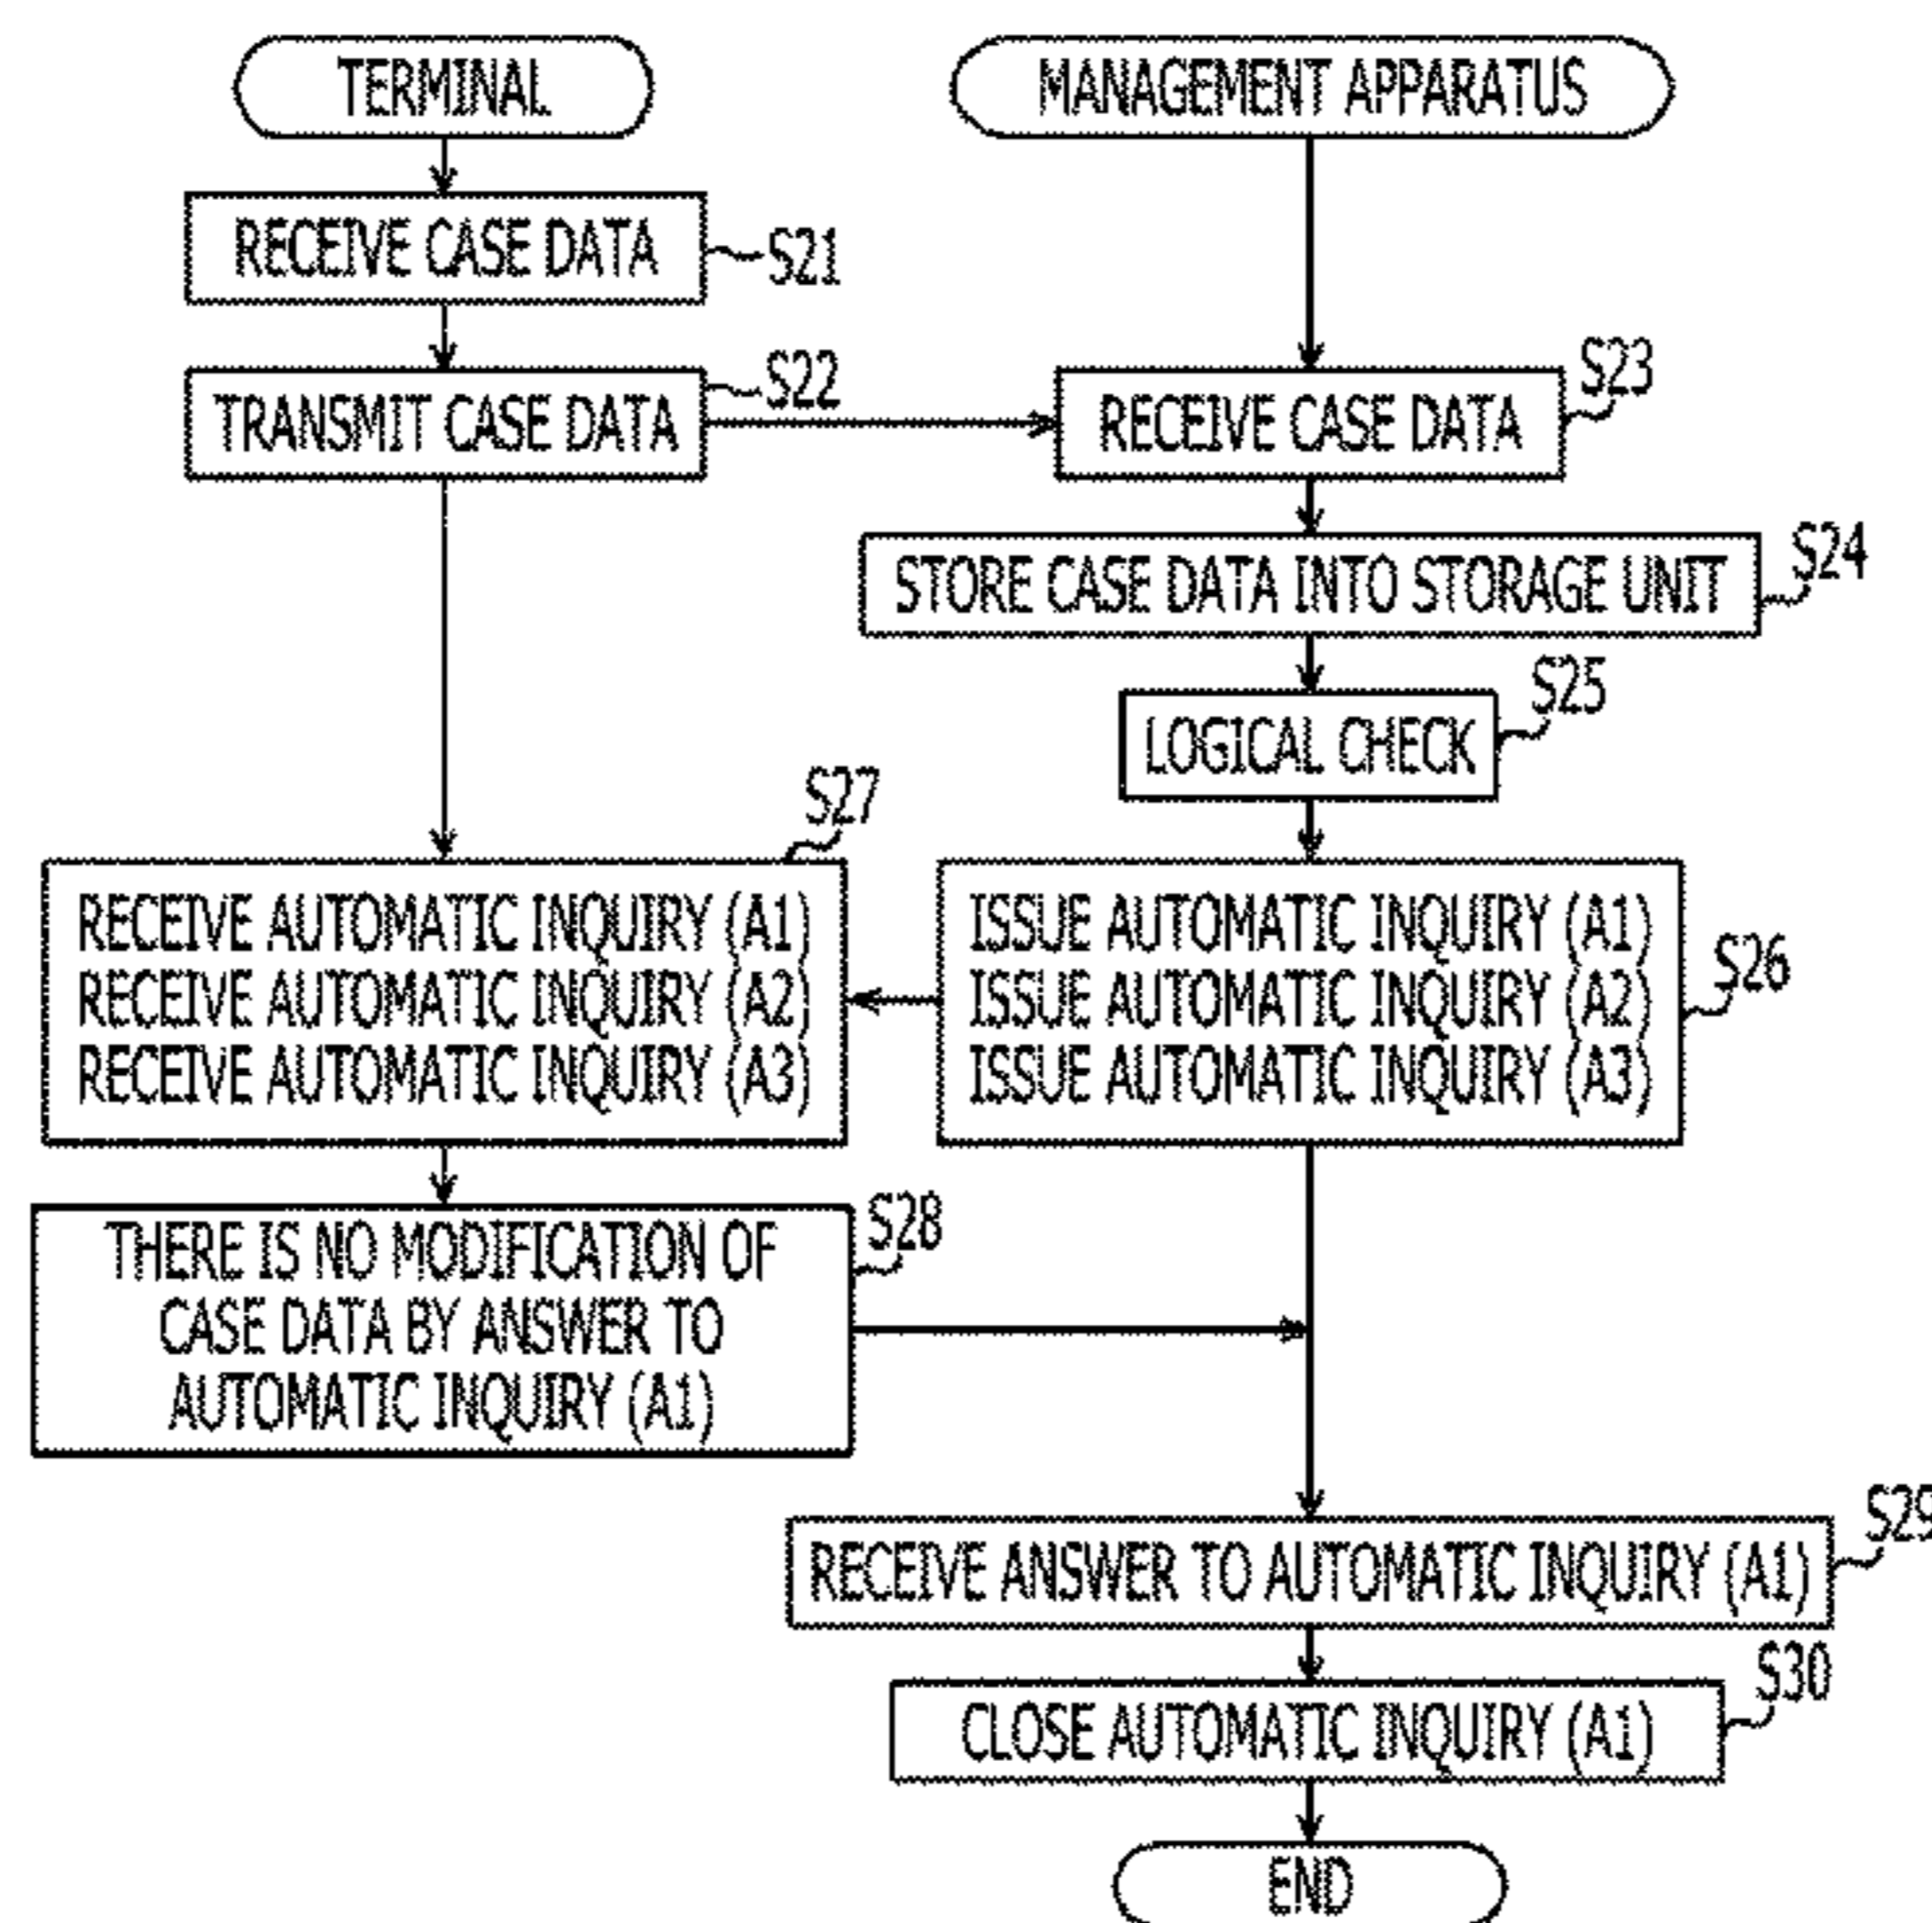 TERMINAL
MANAGEMENT APPARATUS
RECEIVE CASE DATA
S21
TRANSMIT CASE DATA
S22
RECEIVE CASE DATA
S23
STORE CASE DATA INTO STORAGE UNIT
S24
LOGICAL CHECK
S25
ISSUE AUTOMATIC INQUIRY (A1)
ISSUE AUTOMATIC INQUIRY (A2)
ISSUE AUTOMATIC INQUIRY (A3)
S26
RECEIVE AUTOMATIC INQUIRY (A1)
RECEIVE AUTOMATIC INQUIRY (A2)
RECEIVE AUTOMATIC INQUIRY (A3)
S27
THERE IS NO MODIFICATION OF
CASE DATA BY ANSWER TO
AUTOMATIC INQUIRY (A1)
S28
RECEIVE ANSWER TO AUTOMATIC INQUIRY (A1)
S29
CLOSE AUTOMATIC INQUIRY (A1)
S30
END